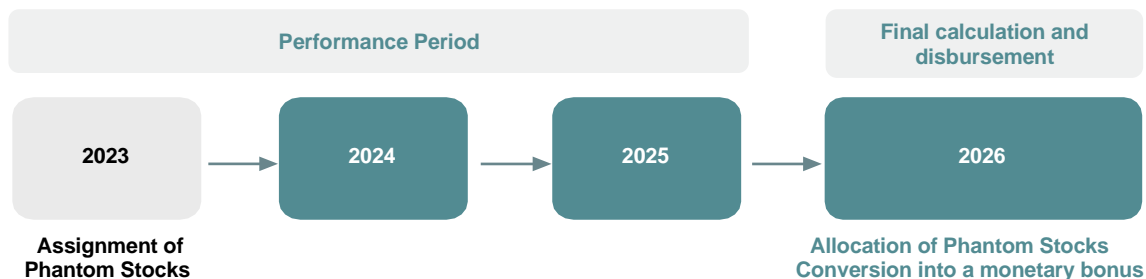 Performance Period
Final calculation and
disbursement
2023
2024
2025
2026
Assignment of
Phantom Stocks
Allocation of Phantom Stocks
Conversion into a monetary bonus